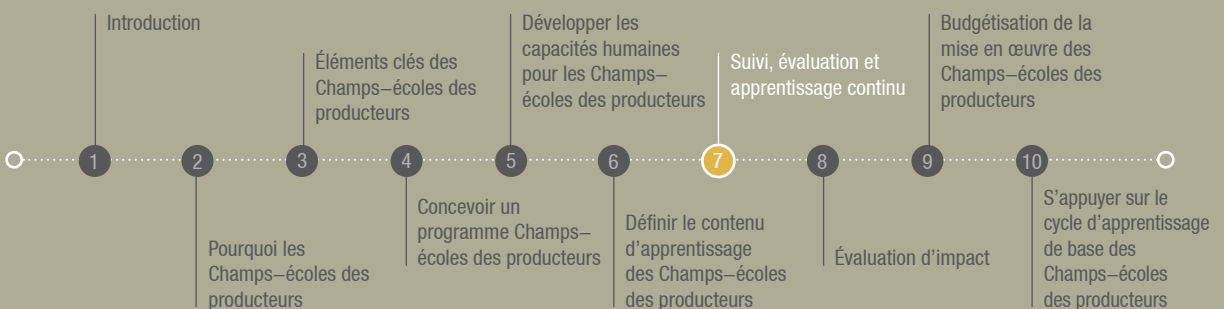 1
Introduction
2
Pourquoi les
Champs–écoles des
producteurs
3
Éléments clés des
Champs–écoles des
producteurs
4
Concevoir un
programme Champs–
écoles des producteurs
5
Développer les
capacités humaines
pour les Champs–
écoles des producteurs
6
Définir le contenu
d'apprentissage
des Champs–écoles
des producteurs
7
Suivi, évaluation et
apprentissage continu
8
Évaluation d'impact
9
Budgétisation de la
mise en œuvre des
Champs–écoles des
producteurs
10
S'appuyer sur le
cycle d'apprentissage
de base des
Champs–écoles
des producteurs